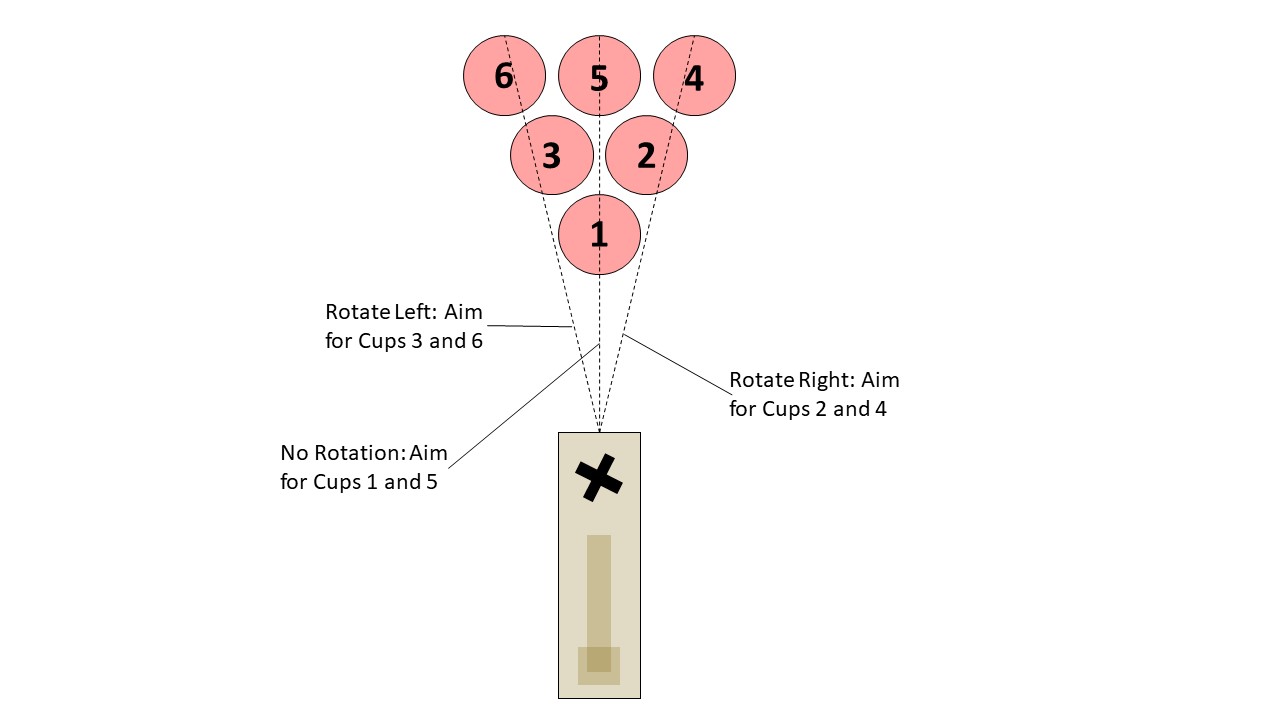 6 5 4
3 2
1
Rotate Left: Aim
for Cups 3 and 6
Rotate Right: Aim
for Cups 2 and 4
No Rotation: Aim
for Cups 1 and 5